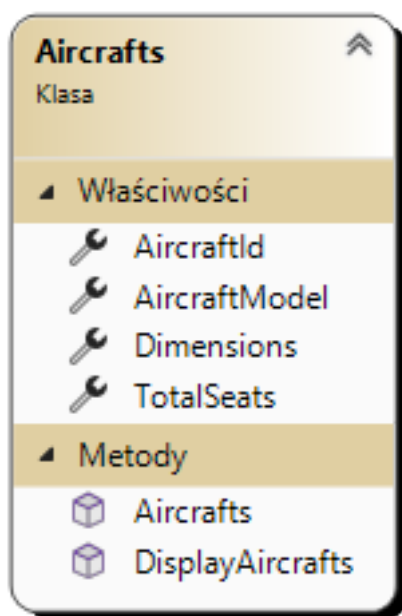 Aircrafts
Klasa
Właściwości
AircraftId
AircraftModel
Dimensions
TotalSeats
Metody
Aircrafts
DisplayAircrafts